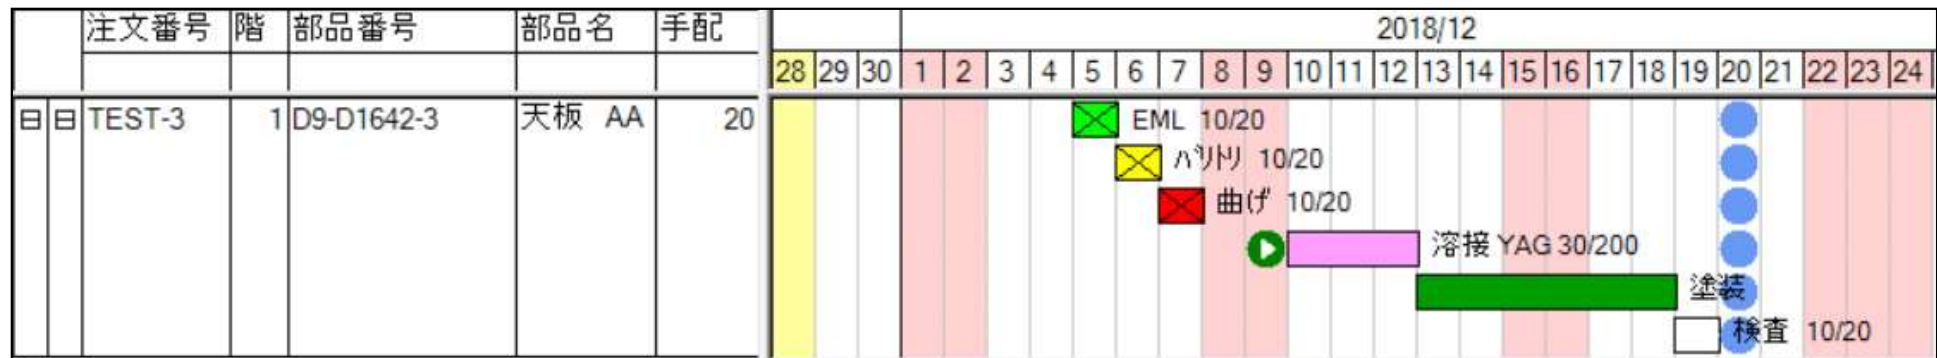 注文番号 階 部品番号 部品名 手配 2018/12
28 29 30 1 2 3 4 5 6 7 8 9 10 11 12 13 14 15 16 17 18 19 20 21 22 23 24
日 日 TEST-3 1 D9-D1642-3 天板 AA 20 EML 10/20
バリトリ 10/20
曲げ 10/20
溶接 YAG 30/200
塗装
検査 10/20